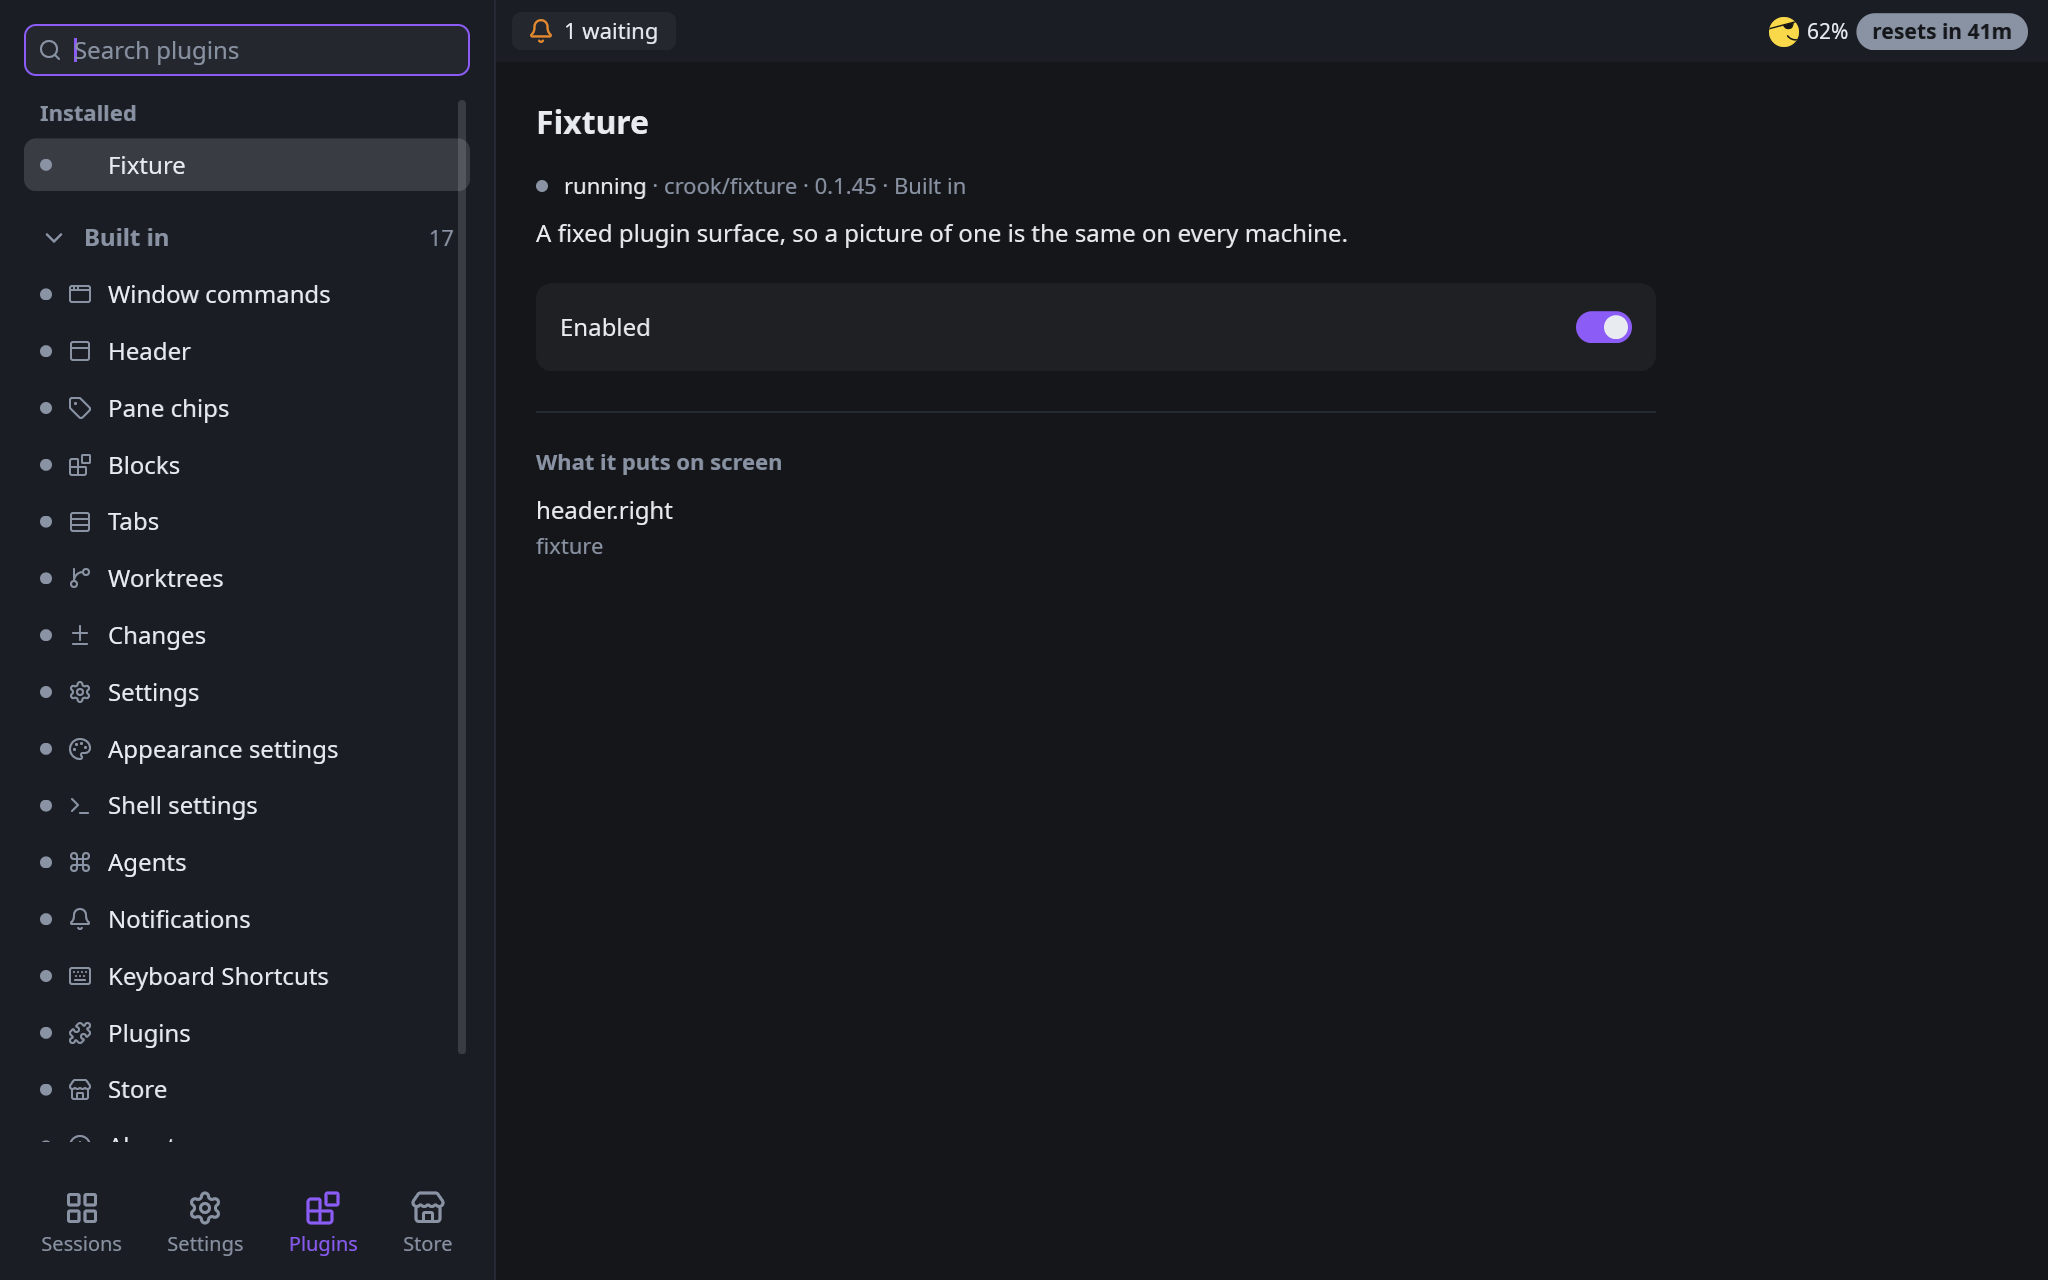 Search plugins
Installed
Fixture
Built in 17
Window commands
Header
Pane chips
Blocks
Tabs
Worktrees
Changes
Settings
Appearance settings
Shell settings
Agents
Notifications
Keyboard Shortcuts
Plugins
Store
Sessions
Settings
Plugins
Store
1 waiting
62%
resets in 41m
Fixture
running · crook/fixture · 0.1.45 · Built in
A fixed plugin surface, so a picture of one is the same on every machine.
Enabled
What it puts on screen
header.right
fixture